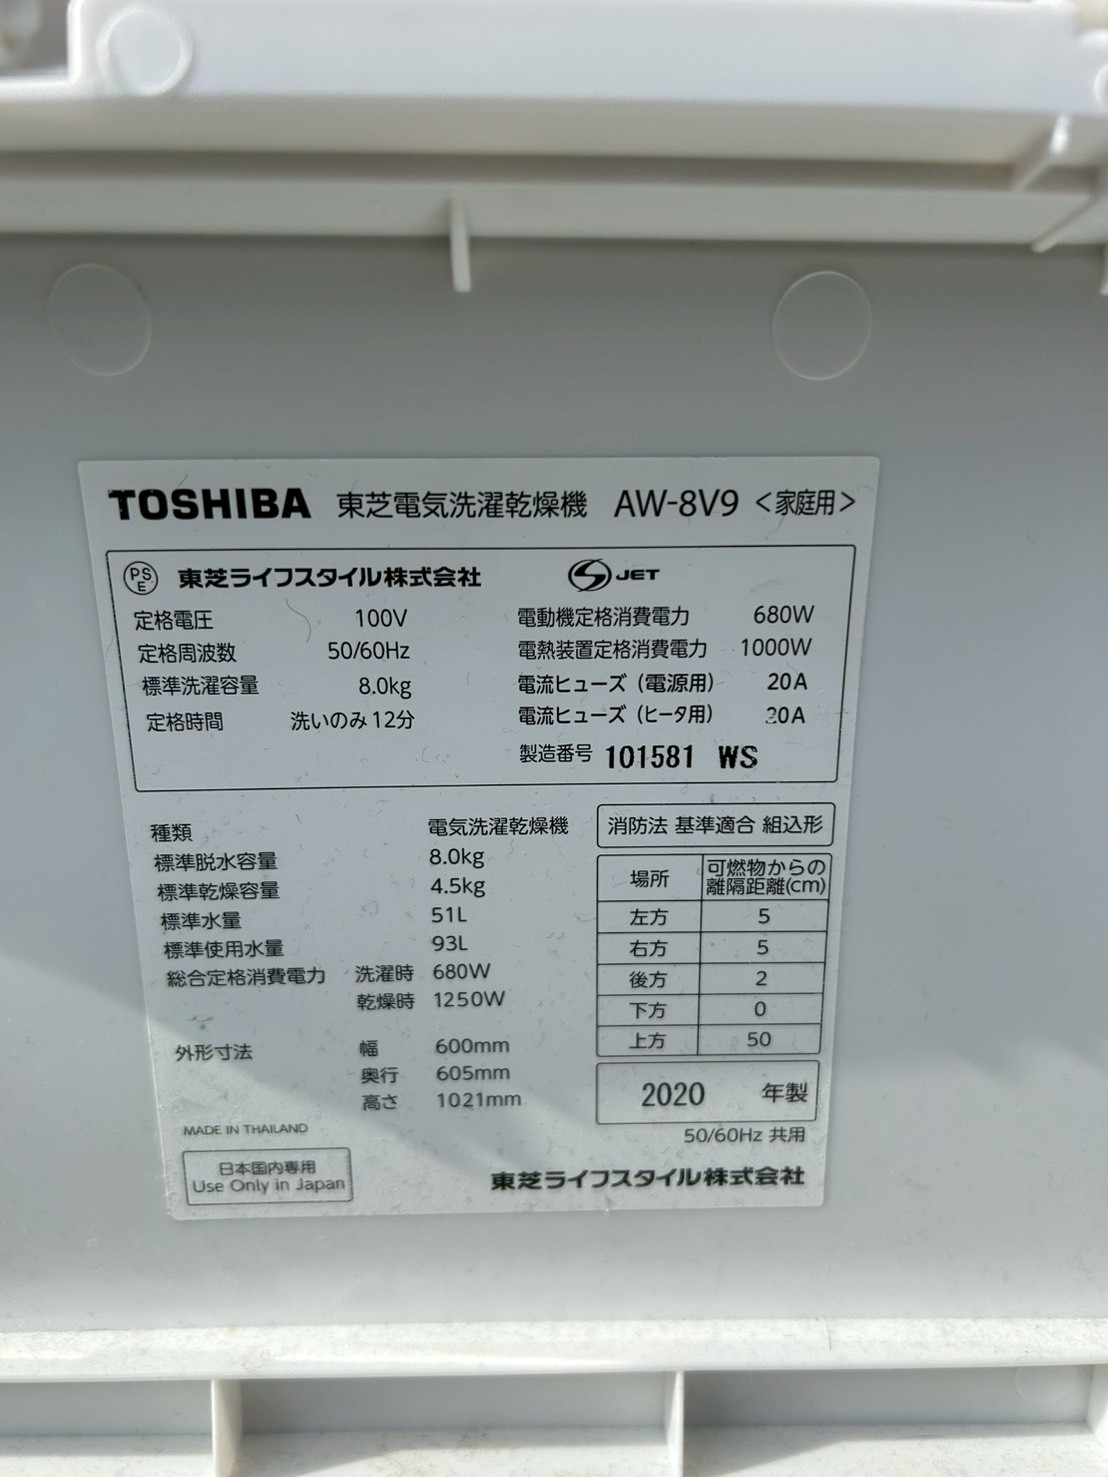 TOSHIBA 東芝電気洗濯乾燥機 AW-8V9 <家庭用>
PSE 東芝ライフスタイル株式会社 S JET
定格電圧 100V 電動機定格消費電力 680W
定格周波数 50/60Hz 電熱装置定格消費電力 1000W
標準洗濯容量 8.0kg 電流ヒューズ(電源用) 20A
定格時間 洗いのみ12分 電流ヒューズ(ヒータ用) 20A
製造番号 101581 WS
種類 電気洗濯乾燥機
標準脱水容量 8.0kg
標準乾燥容量 4.5kg
標準水量 51L
標準使用水量 93L
総合定格消費電力 洗濯時 680W
乾燥時 1250W
外形寸法 幅 600mm
奥行 605mm
高さ 1021mm
MADE IN THAILAND
日本国内専用
Use Only in Japan
消防法 基準適合 組込形
場所 可燃物からの
離隔距離(cm)
左方 5
右方 5
後方 2
下方 0
上方 50
2020 年製
50/60Hz 共用
東芝ライフスタイル株式会社